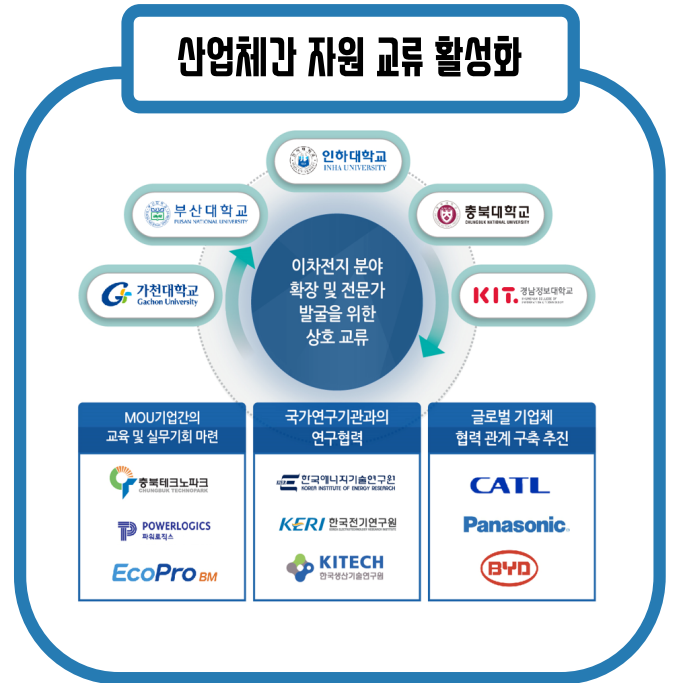 산업체간 자원 교류 활성화
인하대학교
INHA UNIVERSITY
부산대학교
PUSAN NATIONAL UNIVERSITY
충북대학교
CHUNGBUK NATIONAL UNIVERSITY
가천대학교
Gachon University
KIT. 경남정보대학교
이차전지 분야
확장 및 전문가
발굴을 위한
상호 교류
MOU기업간의
교육 및 실무기회 마련
충북테크노파크
CHUNGBUK TECHNOPARK
POWERLOGICS
파워로직스
EcoPro BM
국가연구기관과의
연구협력
한국에너지기술연구원
KOREA INSTITUTE OF ENERGY RESEARCH
KERI 한국전기연구원
KITECH
한국생산기술연구원
글로벌 기업체
협력 관계 구축 추진
CATL
Panasonic
BYD